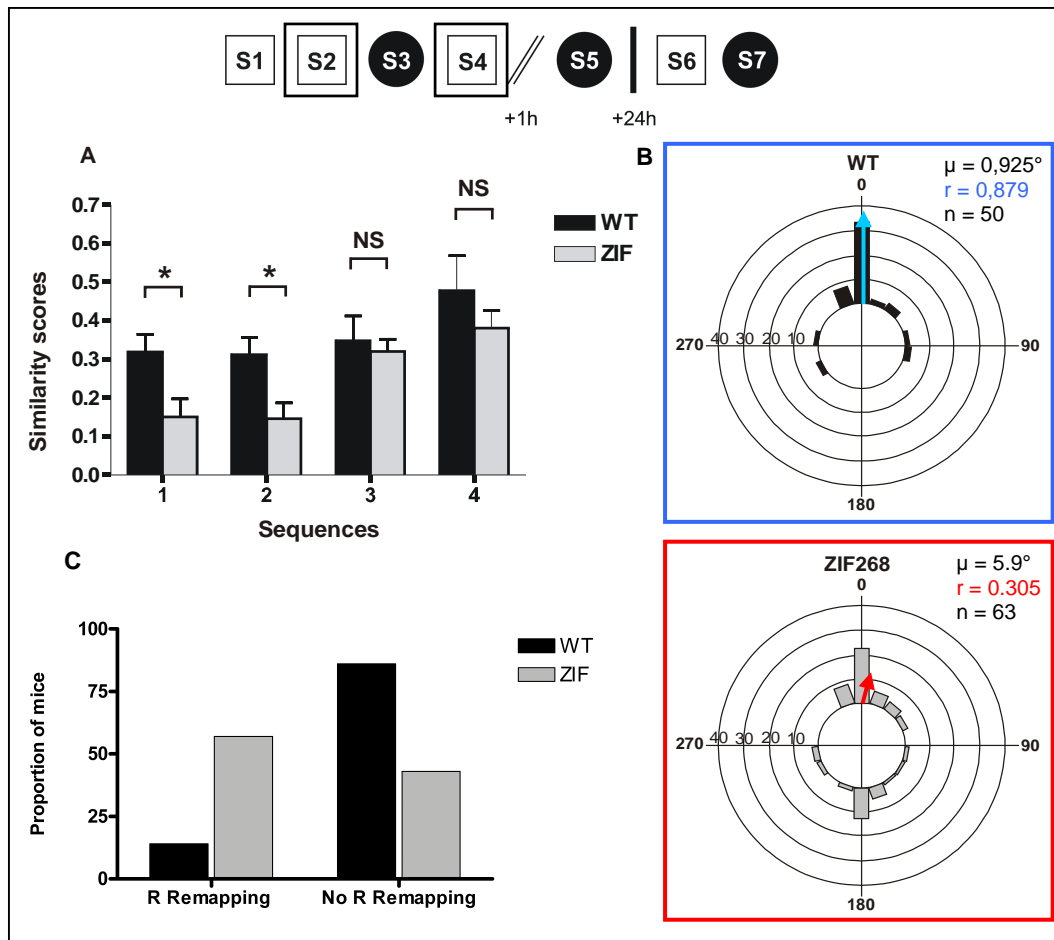 S1 S2 S3 S4 S5 S6 S7
+1h +24h
A
0.7
0.6
0.5
0.4
0.3
0.2
0.1
0.0
Similarity scores
* * NS NS
1 2 3 4
Sequences
WT
ZIF
B
WT
µ = 0,925°
r = 0,879
n = 50
0
270 40 30 20 10 90
180
C
100
75
50
25
0
Proportion of mice
R Remapping No R Remapping
WT
ZIF
ZIF268
µ = 5.9°
r = 0.305
n = 63
0
270 40 30 20 10 90
180